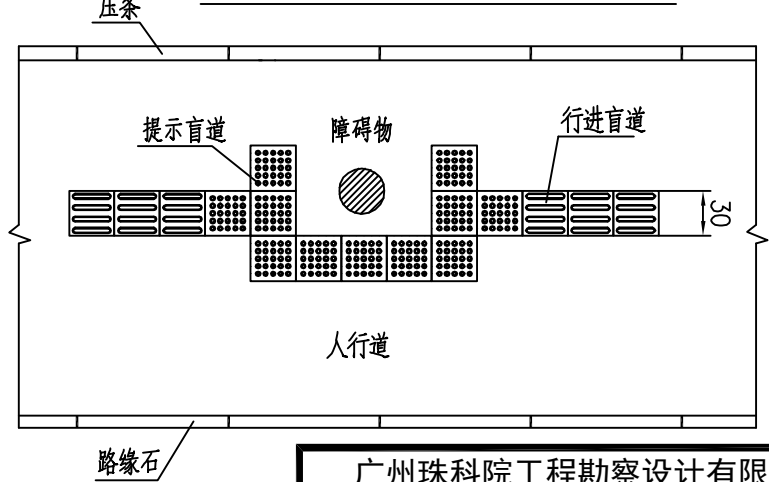 压条
提示盲道
障碍物
行进盲道
30
人行道
路缘石
广州珠科院工程勘察设计有限